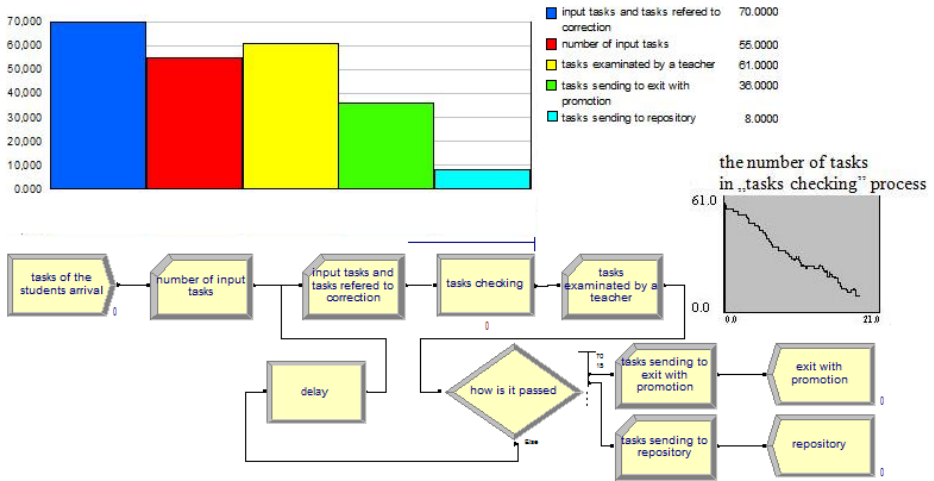 70,000
60,000
50,000
40,000
30,000
20,000
10,000
0.000
input tasks and tasks refered to
correction
70.0000
number of input tasks
55.0000
tasks examinated by a teacher
61.0000
tasks sending to exit with
promotion
36.0000
tasks sending to repository
8.0000
the number of tasks
in „tasks checking” process
61.0
0.0
0.0
21.0
tasks of the
students arrival
0
number of input
tasks
input tasks and
tasks refered to
correction
tasks checking
0
tasks
examinated by a
teacher
delay
how is it passed
70
15
Else
tasks sending to
exit with
promotion
exit with
promotion
0
tasks sending to
repository
repository
0